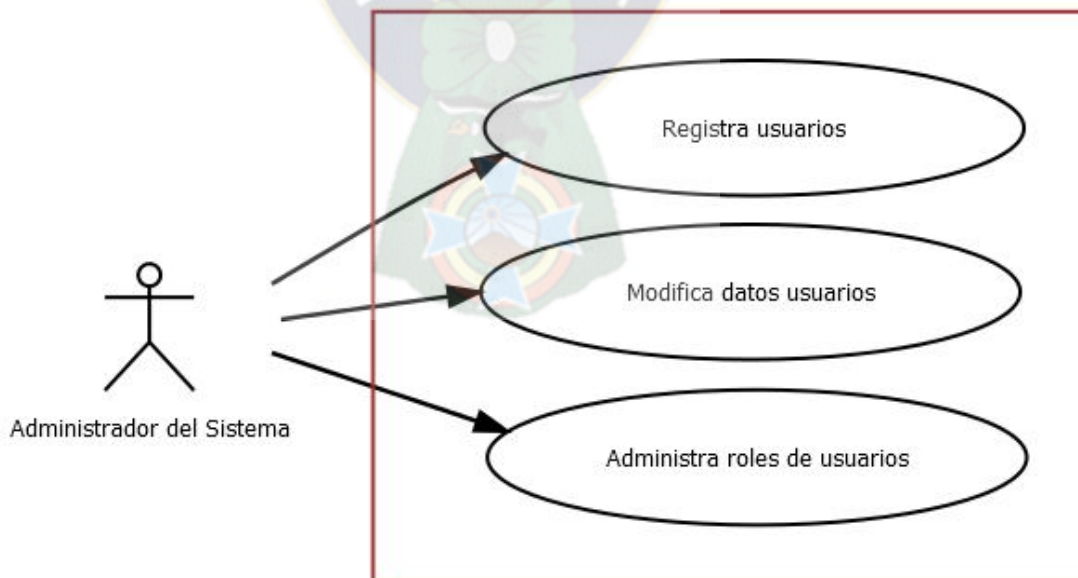 Registra usuarios
Modifica datos usuarios
Administrador del Sistema
Administra roles de usuarios